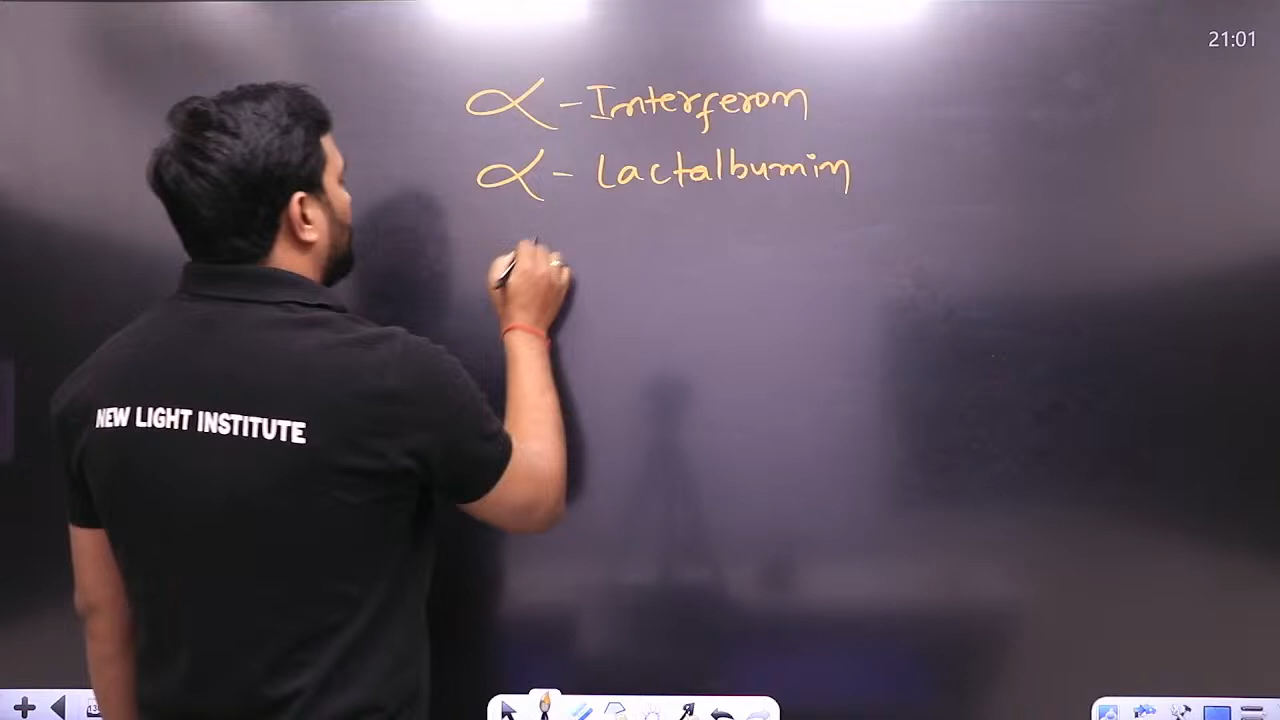 21:01
α - Interferon
α - Lactalbumin
NEW LIGHT INSTITUTE